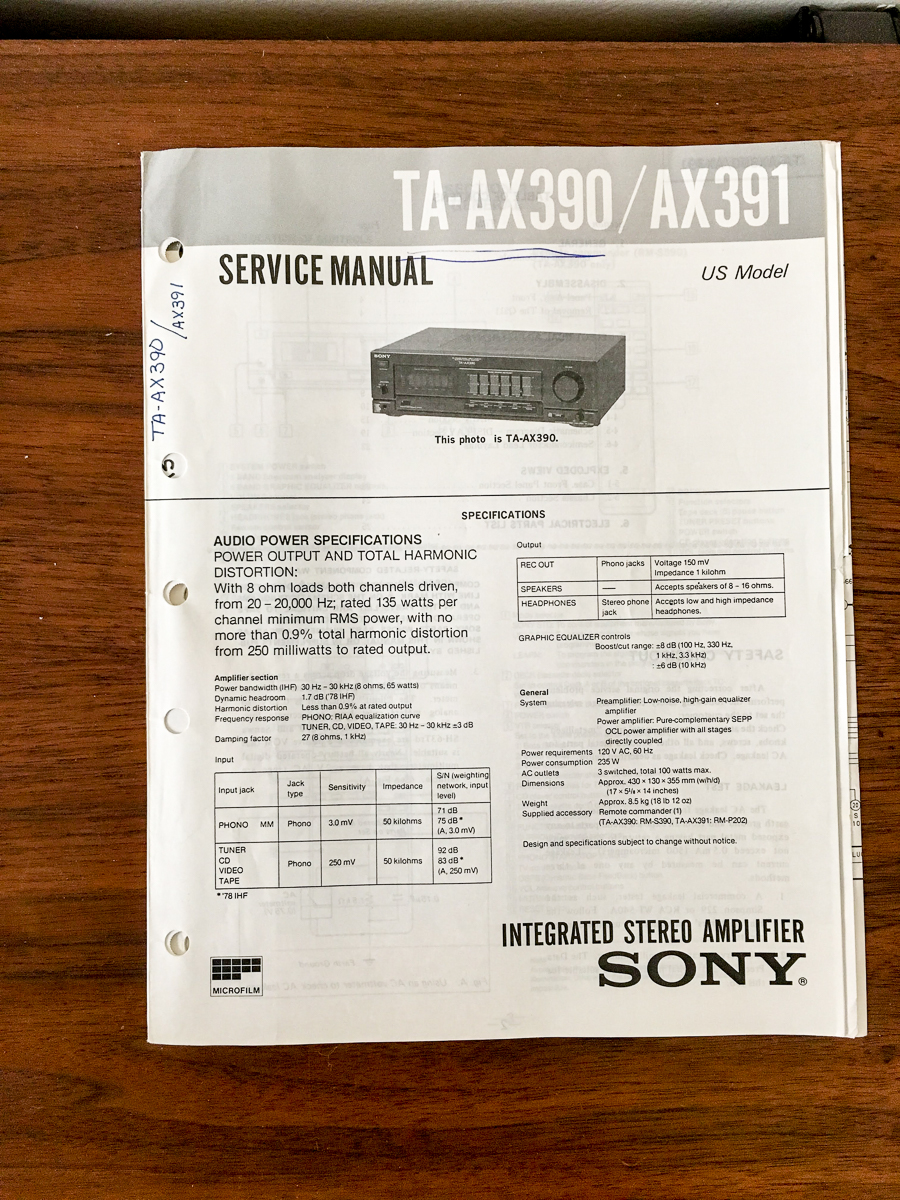 TA-AX390/AX391
SERVICE MANUAL
US Model
TA-AX390/AX391
SONY
This photo is TA-AX390.
SPECIFICATIONS
AUDIO POWER SPECIFICATIONS
POWER OUTPUT AND TOTAL HARMONIC
DISTORTION:
With 8 ohm loads both channels driven,
from 20 – 20,000 Hz; rated 135 watts per
channel minimum RMS power, with no
more than 0.9% total harmonic distortion
from 250 milliwatts to rated output.
Amplifier section
Power bandwidth (IHF) 30 Hz – 30 kHz (8 ohms, 65 watts)
Dynamic headroom 1.7 dB ('78 IHF)
Harmonic distortion Less than 0.9% at rated output
Frequency response PHONO: RIAA equalization curve
TUNER, CD, VIDEO, TAPE: 30 Hz – 30 kHz ±3 dB
Damping factor 27 (8 ohms, 1 kHz)
Input
Input jack Jack type Sensitivity Impedance S/N (weighting network, input level)
PHONO MM Phono 3.0 mV 50 kilohms 71 dB
75 dB*
(A, 3.0 mV)
TUNER
CD
VIDEO
TAPE
Phono 250 mV 50 kilohms 92 dB
83 dB*
(A, 250 mV)
*'78 IHF
Output
REC OUT Phono jacks Voltage 150 mV
Impedance 1 kilohm
SPEAKERS — Accepts speakers of 8 – 16 ohms.
HEADPHONES Stereo phone jack Accepts low and high impedance
headphones.
GRAPHIC EQUALIZER controls
Boost/cut range: ±8 dB (100 Hz, 330 Hz,
1 kHz, 3.3 kHz)
: ±6 dB (10 kHz)
General
System Preamplifier: Low-noise, high-gain equalizer
amplifier
Power amplifier: Pure-complementary SEPP
OCL power amplifier with all stages
directly coupled
Power requirements 120 V AC, 60 Hz
Power consumption 235 W
AC outlets 3 switched, total 100 watts max.
Dimensions Approx. 430 × 130 × 355 mm (w/h/d)
(17 × 5 1/8 × 14 inches)
Weight Approx. 8.5 kg (18 lb 12 oz)
Supplied accessory Remote commander (1)
(TA-AX390: RM-S390, TA-AX391: RM-P202)
Design and specifications subject to change without notice.
MICROFILM
INTEGRATED STEREO AMPLIFIER
SONY®